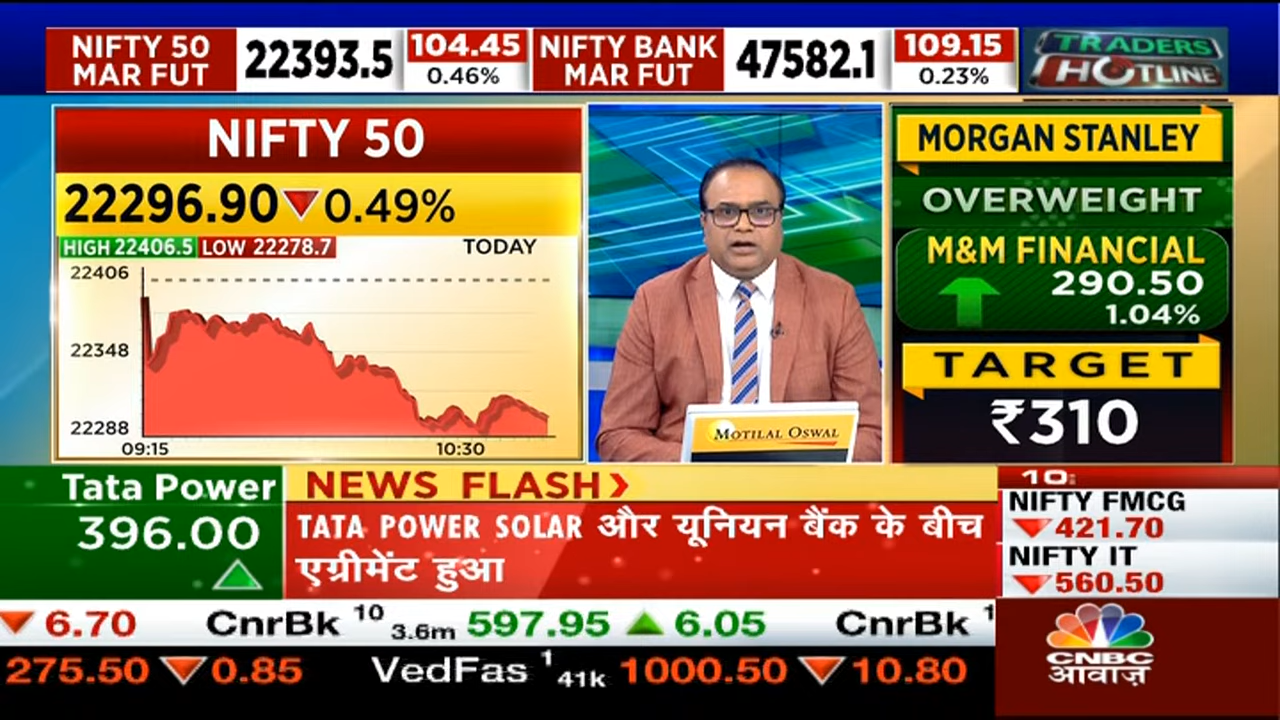 NIFTY 50
MAR FUT
22393.5
104.45
0.46%
NIFTY BANK
MAR FUT
47582.1
109.15
0.23%
TRADERS
HOTLINE
NIFTY 50
22296.90 0.49%
HIGH 22406.5 LOW 22278.7
TODAY
22406
22348
22288
09:15 10:30
MOTILAL OSWAL
MORGAN STANLEY
OVERWEIGHT
M&M FINANCIAL
290.50
1.04%
TARGET
₹310
Tata Power
396.00
NEWS FLASH
TATA POWER SOLAR और यूनियन बैंक के बीच
एग्रीमेंट हुआ
10:
NIFTY FMCG
421.70
NIFTY IT
560.50
6.70 CnrBk 10 3.6m 597.95 6.05 CnrBk 1
275.50 0.85 VedFas 1 41k 1000.50 10.80
CNBC
आवाज़